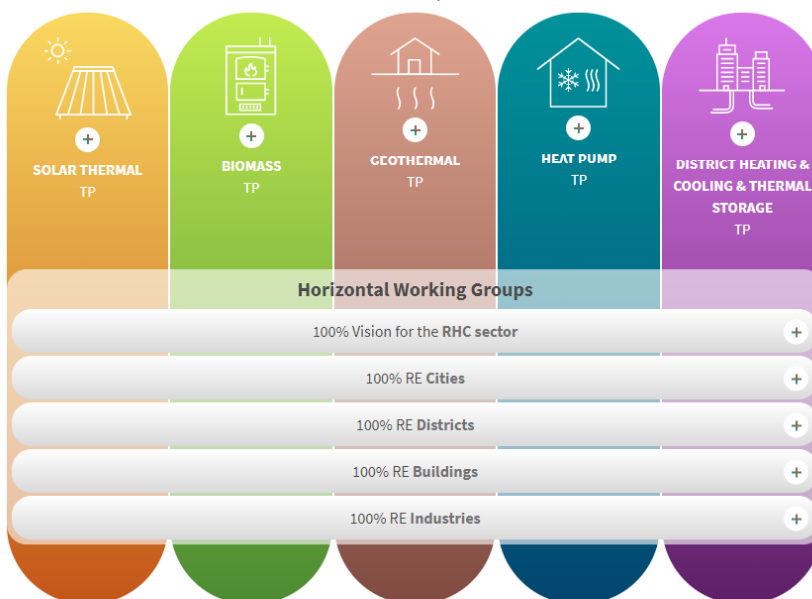 SOLAR THERMAL
TP
BIOMASS
TP
GEOTHERMAL
TP
HEAT PUMP
TP
DISTRICT HEATING &
COOLING & THERMAL
STORAGE
TP
Horizontal Working Groups
100% Vision for the RHC sector
100% RE Cities
100% RE Districts
100% RE Buildings
100% RE Industries